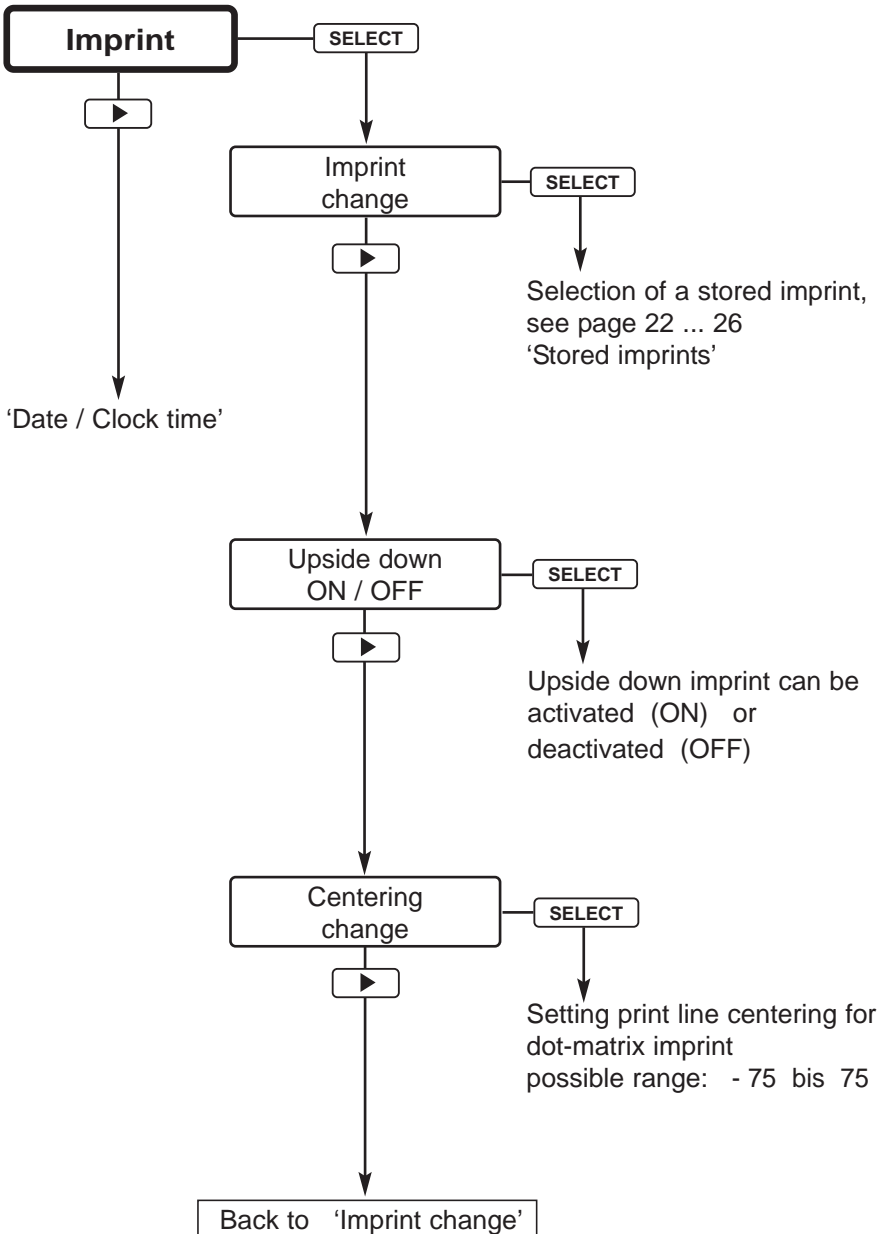 Imprint
SELECT
Imprint
change
SELECT
Selection of a stored imprint,
see page 22 ... 26
‘Stored imprints’
‘Date / Clock time’
Upside down
ON / OFF
SELECT
Upside down imprint can be
activated (ON) or
deactivated (OFF)
Centering
change
SELECT
Setting print line centering for
dot-matrix imprint
possible range: - 75 bis 75
Back to ‘Imprint change’